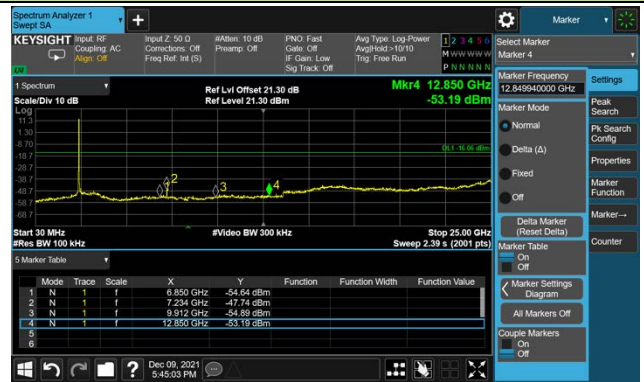 Spectrum Analyzer 1
Swept SA
Marker
KEYSIGHT Input: RF Input Z: 50 Ω #Atten: 10 dB PNO: Fast Avg Type: Log-Power 1 2 3 4 5 6
Coupling: AC Corrections: Off Preamp: Off Gate: Off Avg|Hold:>10/10 M W W W W W
Align: Off Freq Ref: Int (S) IF Gain: Low Trig: Free Run
Sig Track: Off P N N N N N
Select Marker
Marker 4
1 Spectrum
Scale/Div 10 dB
Ref Lvl Offset 21.30 dB
Ref Level 21.30 dBm
Mkr4 12.850 GHz
-53.19 dBm
Log
11.3
1.30
-8.70
-18.7
-28.7
-38.7
-48.7
-58.7
-68.7
DL1 -16.06 dBm
2
3
4
Start 30 MHz #Video BW 300 kHz Stop 25.00 GHz
#Res BW 100 kHz Sweep 2.39 s (2001 pts)
5 Marker Table
Mode Trace Scale X Y Function Function Width Function Value
1 N 1 f 6.850 GHz -54.64 dBm
2 N 1 f 7.234 GHz -47.74 dBm
3 N 1 f 9.912 GHz -54.89 dBm
4 N 1 f 12.850 GHz -53.19 dBm
5
6
Marker Frequency
12.849940000 GHz
Marker Mode
Normal
Delta (Δ)
Fixed
Off
Delta Marker
(Reset Delta)
Marker Table
On
Off
Marker Settings
Diagram
All Markers Off
Couple Markers
On
Off
Settings
Peak
Search
Pk Search
Config
Properties
Marker
Function
Marker→
Counter
?
Dec 09, 2021
5:45:03 PM